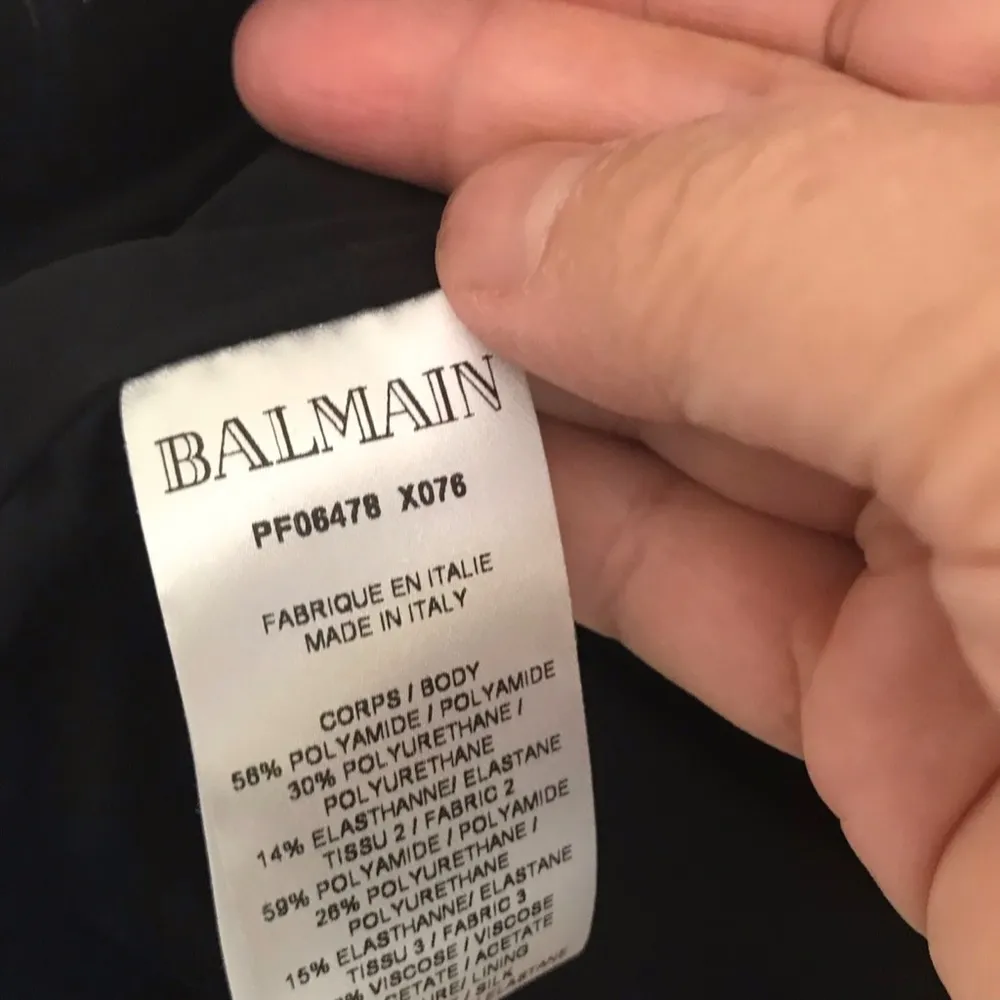 BALMAIN
PF06478 X076
FABRIQUE EN ITALIE
MADE IN ITALY
CORPS / BODY
56% POLYAMIDE / POLYAMIDE
30% POLYURETHANE /
POLYURETHANE
14% ELASTHANNE/ ELASTANE
TISSU 2 / FABRIC 2
59% POLYAMIDE / POLYAMIDE
26% POLYURETHANE /
POLYURETHANE
15% ELASTHANNE/ ELASTANE
TISSU 3 / FABRIC 3
% VISCOSE / VISCOSE
/ ACETATE
/ LINING
/ SILK
ELASTANE